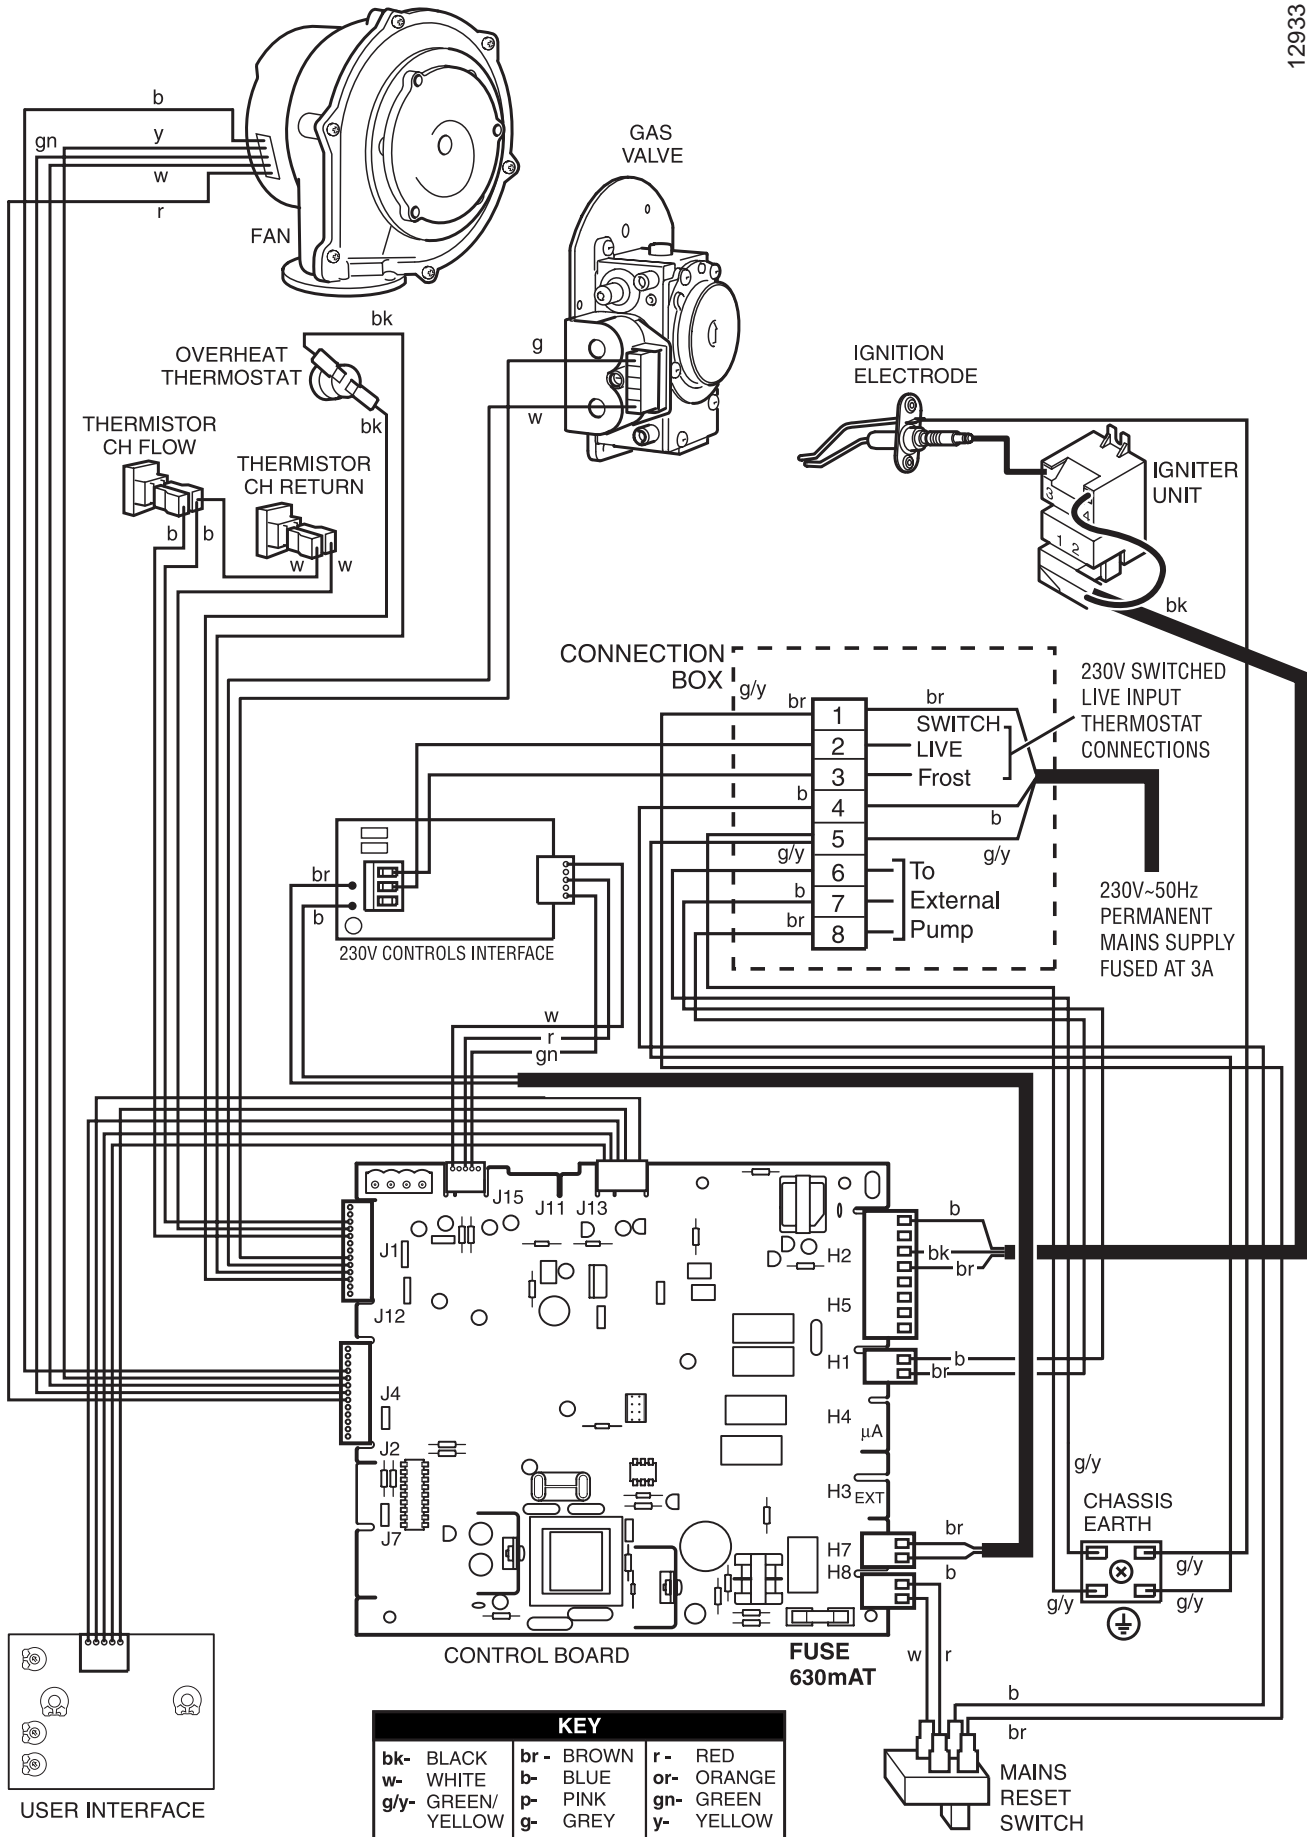 12933
b
gn
y
w
r
FAN
GAS
VALVE
bk
OVERHEAT
THERMOSTAT
bk
g
w
IGNITION
ELECTRODE
THERMISTOR
CH FLOW
THERMISTOR
CH RETURN
b
b
w
w
IGNITER
UNIT
3
4
1 2
bk
CONNECTION
BOX
230V SWITCHED
LIVE INPUT
THERMOSTAT
CONNECTIONS
g/y
br
1
br
SWITCH
2
LIVE
3
Frost
b
4
b
5
g/y
g/y
6
To
b
7
External
br
8
Pump
230V~50Hz
PERMANENT
MAINS SUPPLY
FUSED AT 3A
br
b
230V CONTROLS INTERFACE
w
r
gn
J15
J11
J13
J1
J12
J4
J2
J7
H2
H5
H1
H4
µA
H3
EXT
H7
H8
b
bk
br
b
br
br
b
g/y
CHASSIS
EARTH
g/y
g/y
g/y
CONTROL BOARD
FUSE
630mAT
w
r
b
br
MAINS
RESET
SWITCH
USER INTERFACE
KEY
bk- BLACK
w- WHITE
g/y- GREEN/
YELLOW
br - BROWN
b- BLUE
p- PINK
g- GREY
r - RED
or- ORANGE
gn- GREEN
y- YELLOW